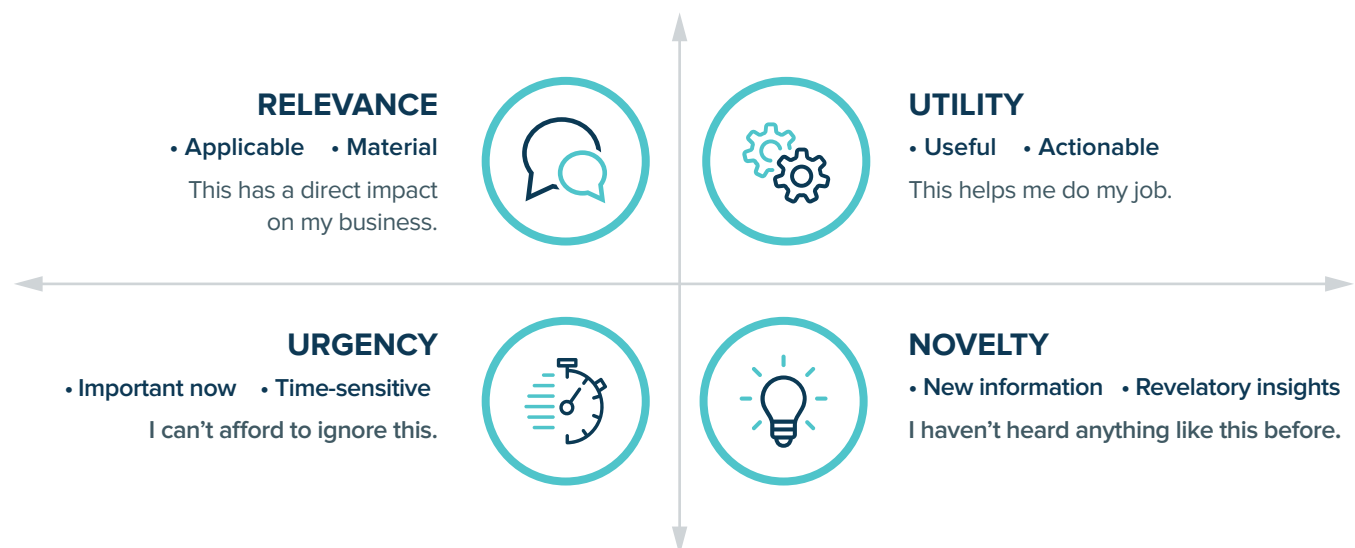 RELEVANCE
• Applicable • Material
This has a direct impact
on my business.
UTILITY
• Useful • Actionable
This helps me do my job.
URGENCY
• Important now • Time-sensitive
I can’t afford to ignore this.
NOVELTY
• New information • Revelatory insights
I haven’t heard anything like this before.